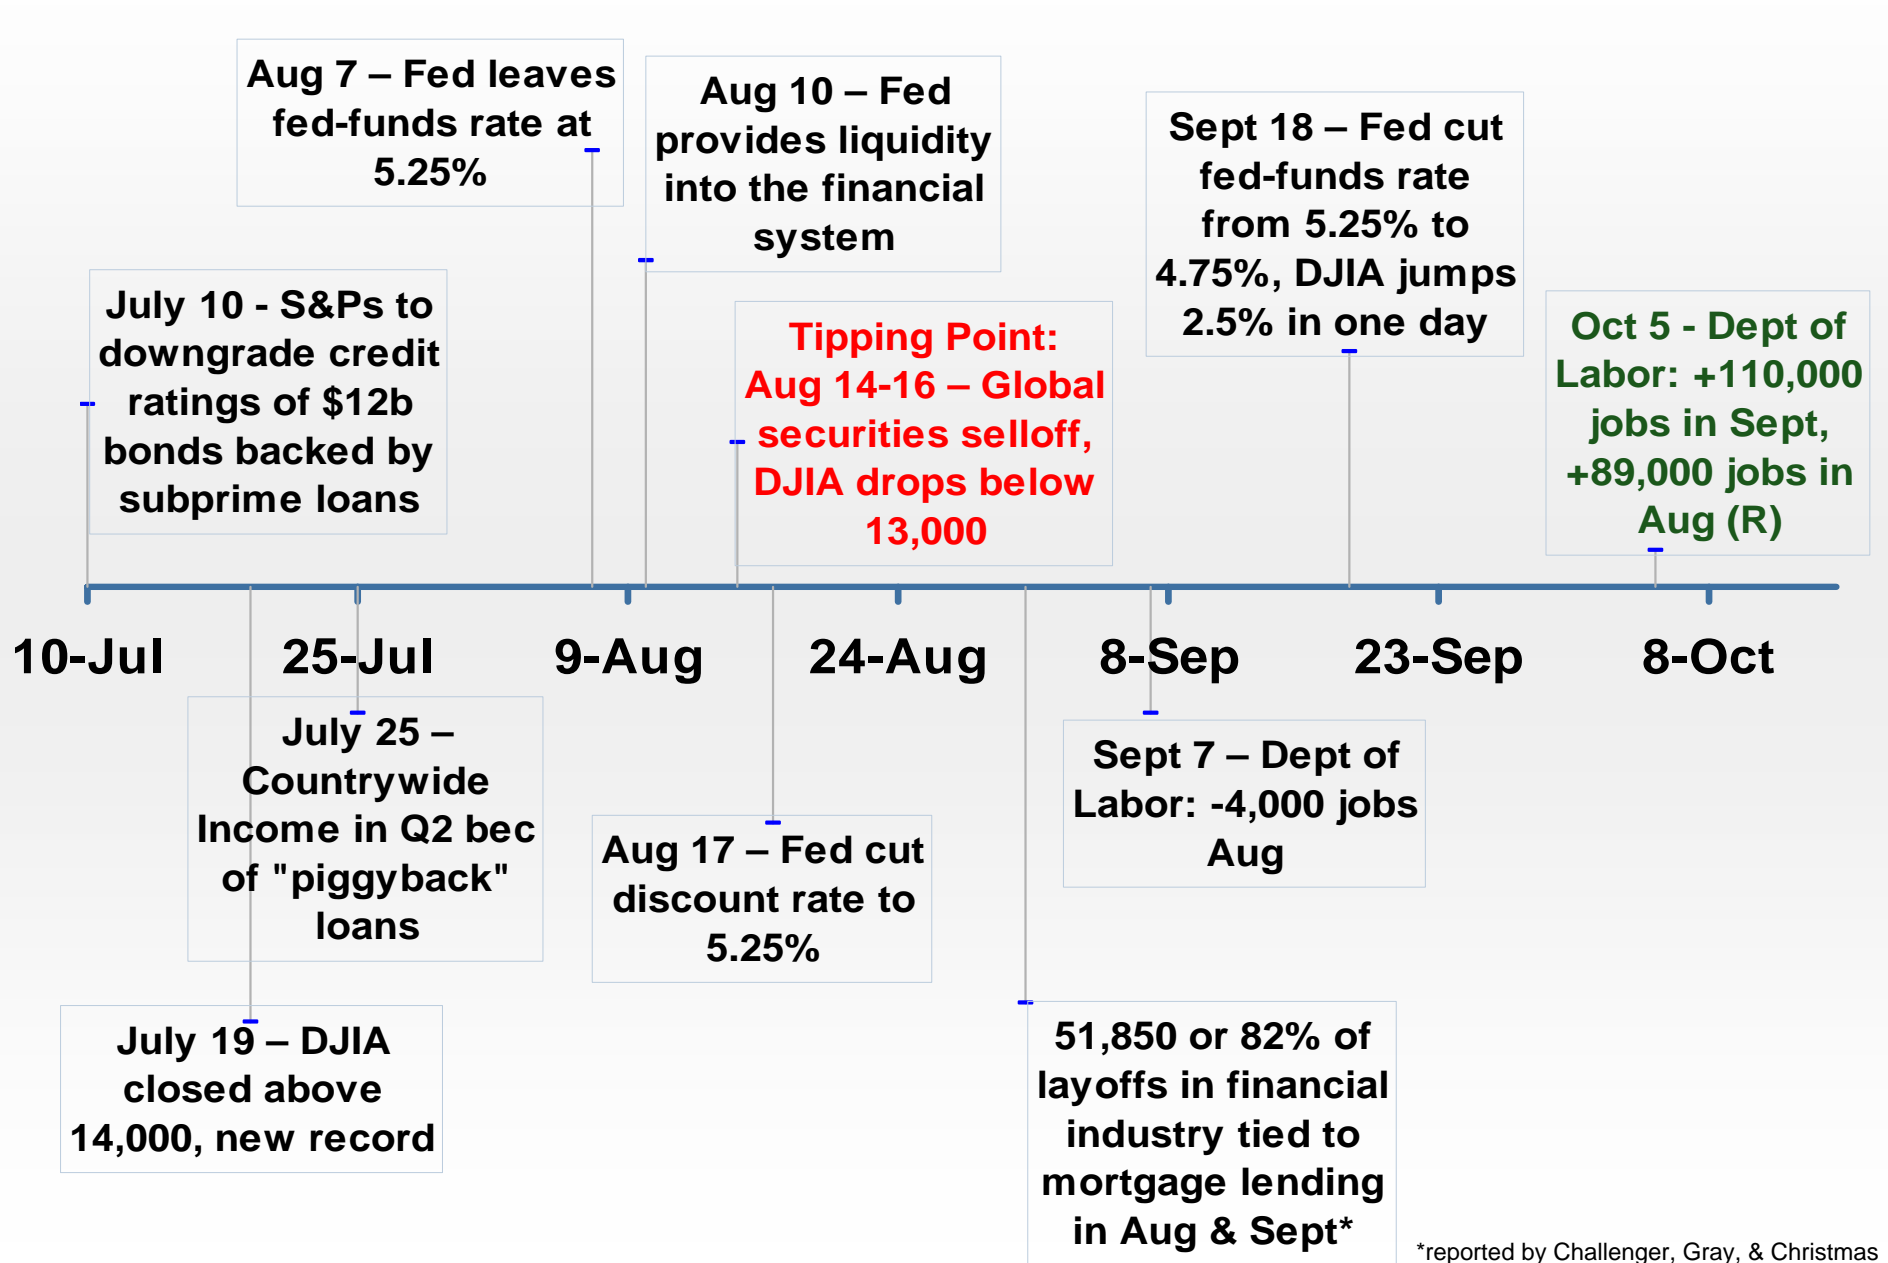 Aug 7 – Fed leaves
fed-funds rate at
5.25%
Aug 10 – Fed
provides liquidity
into the financial
system
Sept 18 – Fed cut
fed-funds rate
from 5.25% to
4.75%, DJIA jumps
2.5% in one day
July 10 - S&Ps to
downgrade credit
ratings of $12b
bonds backed by
subprime loans
Tipping Point:
Aug 14-16 – Global
securities selloff,
DJIA drops below
13,000
Oct 5 - Dept of
Labor: +110,000
jobs in Sept,
+89,000 jobs in
Aug (R)
10-Jul 25-Jul 9-Aug 24-Aug 8-Sep 23-Sep 8-Oct
July 25 –
Countrywide
Income in Q2 bec
of "piggyback"
loans
Aug 17 – Fed cut
discount rate to
5.25%
Sept 7 – Dept of
Labor: -4,000 jobs
Aug
July 19 – DJIA
closed above
14,000, new record
51,850 or 82% of
layoffs in financial
industry tied to
mortgage lending
in Aug & Sept*
*reported by Challenger, Gray, & Christmas